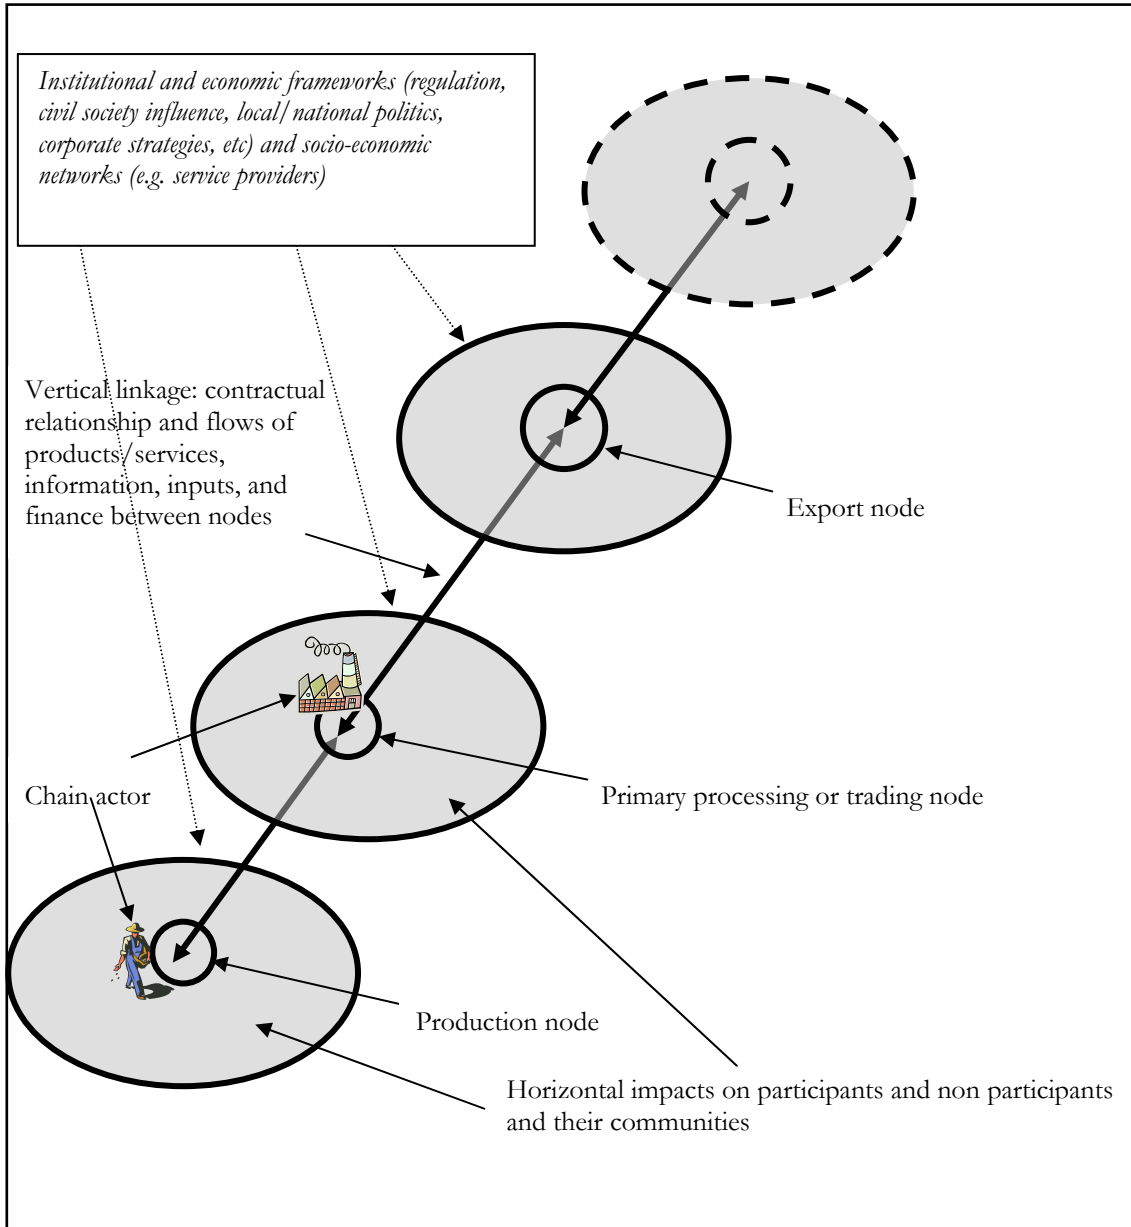 Institutional and economic frameworks (regulation,
civil society influence, local/national politics,
corporate strategies, etc) and socio-economic
networks (e.g. service providers)
Vertical linkage: contractual
relationship and flows of
products/services,
information, inputs, and
finance between nodes
Export node
Chain actor
Primary processing or trading node
Production node
Horizontal impacts on participants and non participants
and their communities